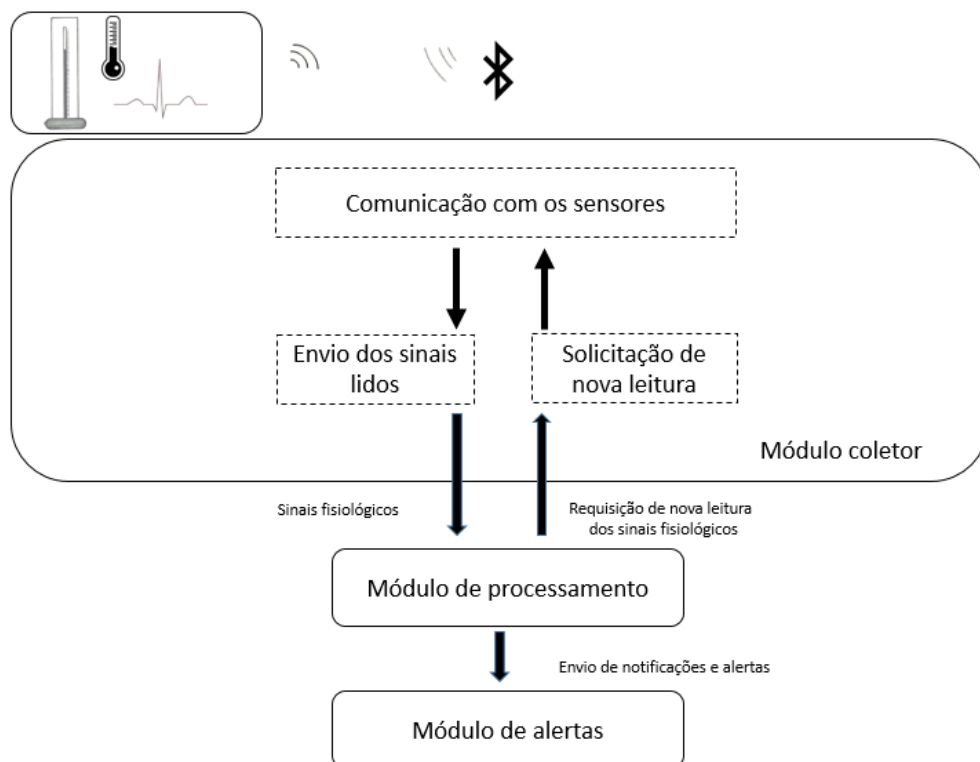 Comunicação com os sensores
Envio dos sinais
lidos
Solicitação de
nova leitura
Módulo coletor
Sinais fisiológicos
Requisição de nova leitura
dos sinais fisiológicos
Módulo de processamento
Envio de notificações e alertas
Módulo de alertas